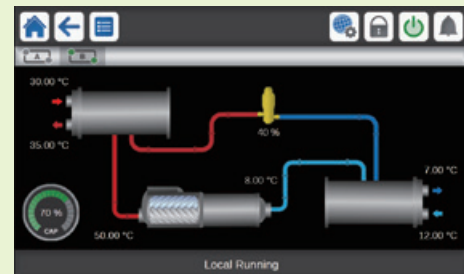 A
B
30.00 °C
35.00 °C
40 %
7.00 °C
8.00 °C
70 %
CAP
50.00 °C
12.00 °C
Local Running